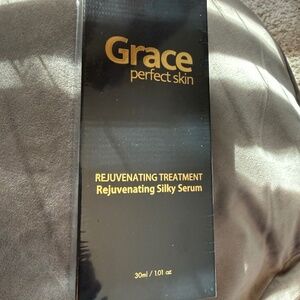 Grace
perfect skin
REJUVENATING TREATMENT
Rejuvenating Silky Serum
30ml / 1.01 oz